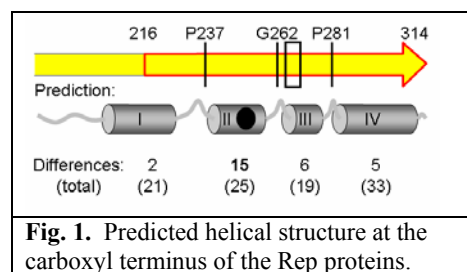 216 P237 G262 P281 314
Prediction:
I II III IV
Differences: 2 15 6 5
(total) (21) (25) (19) (33)
Fig. 1. Predicted helical structure at the
carboxyl terminus of the Rep proteins.